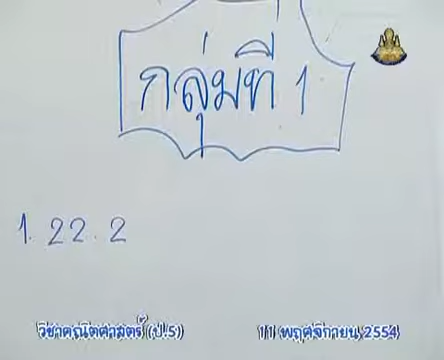 กลุ่มที่ 1
1. 22.2
วิชาคณิตศาสตร์ (ป.5)
11 พฤศจิกายน 2554